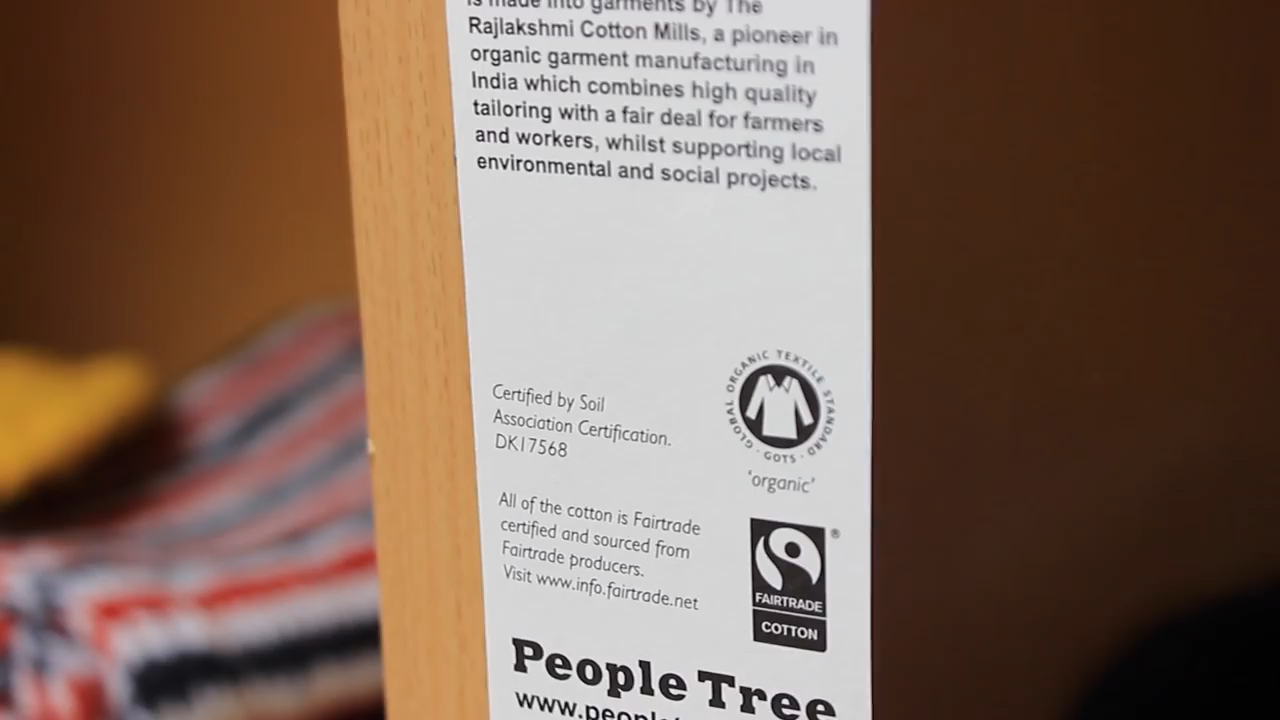 is made into garments by The
Rajlakshmi Cotton Mills, a pioneer in
organic garment manufacturing in
India which combines high quality
tailoring with a fair deal for farmers
and workers, whilst supporting local
environmental and social projects.
GLOBAL ORGANIC TEXTILE STANDARD · GOTS ·
'organic'
Certified by Soil
Association Certification.
DK17568
All of the cotton is Fairtrade
certified and sourced from
Fairtrade producers.
Visit www.info.fairtrade.net
®
FAIRTRADE
COTTON
People Tree